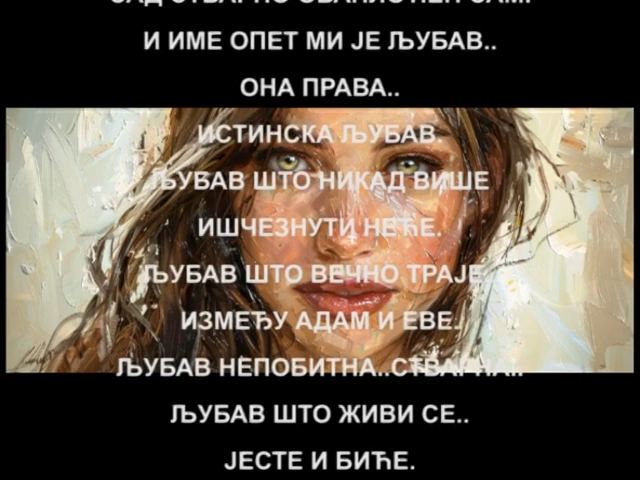 И ИМЕ ОПЕТ МИ ЈЕ ЉУБАВ..
ОНА ПРАВА..
ИСТИНСКА ЉУБАВ
ЉУБАВ ШТО НИКАД ВИШЕ
ИШЧЕЗНУТИ НЕЋЕ.
ЉУБАВ ШТО ВЕЧНО ТРАЈЕ
ИЗМЕЂУ АДАМ И ЕВЕ.
ЉУБАВ НЕПОБИТНА..СТВАРНА..
ЉУБАВ ШТО ЖИВИ СЕ..
ЈЕСТЕ И БИЋЕ.